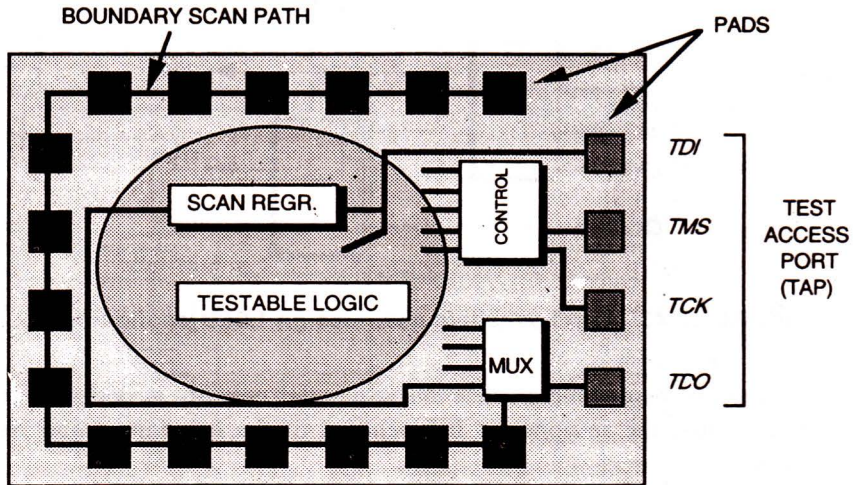 BOUNDARY SCAN PATH
PADS
TDI
SCAN REGR.
CONTROL
TMS
TEST
ACCESS
PORT
(TAP)
TESTABLE LOGIC
TCK
MUX
TDO